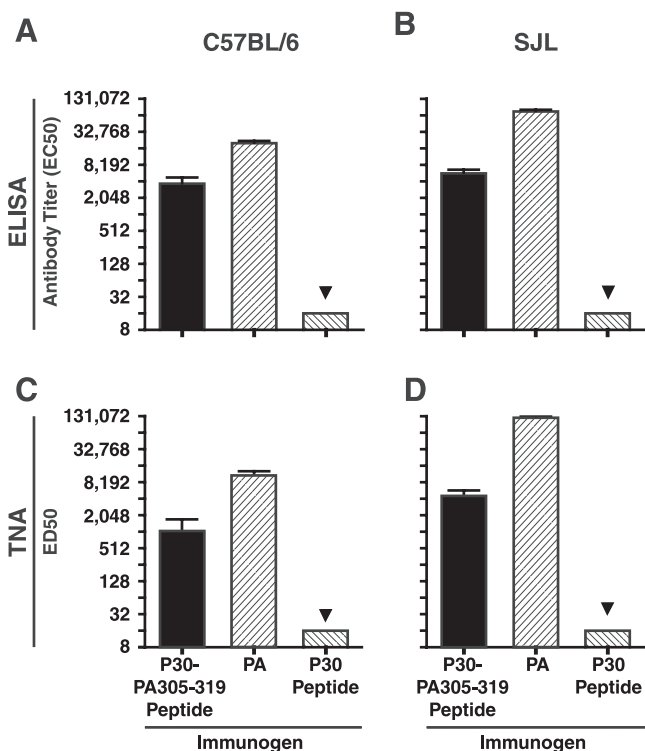 A
C57BL/6
B
SJL
ELISA
Antibody Titer (EC50)
131,072
32,768
8,192
2,048
512
128
32
8
C
D
TNA
ED50
131,072
32,768
8,192
2,048
512
128
32
8
P30-
PA305-319
Peptide
PA
P30
Peptide
P30-
PA305-319
Peptide
PA
P30
Peptide
Immunogen
Immunogen